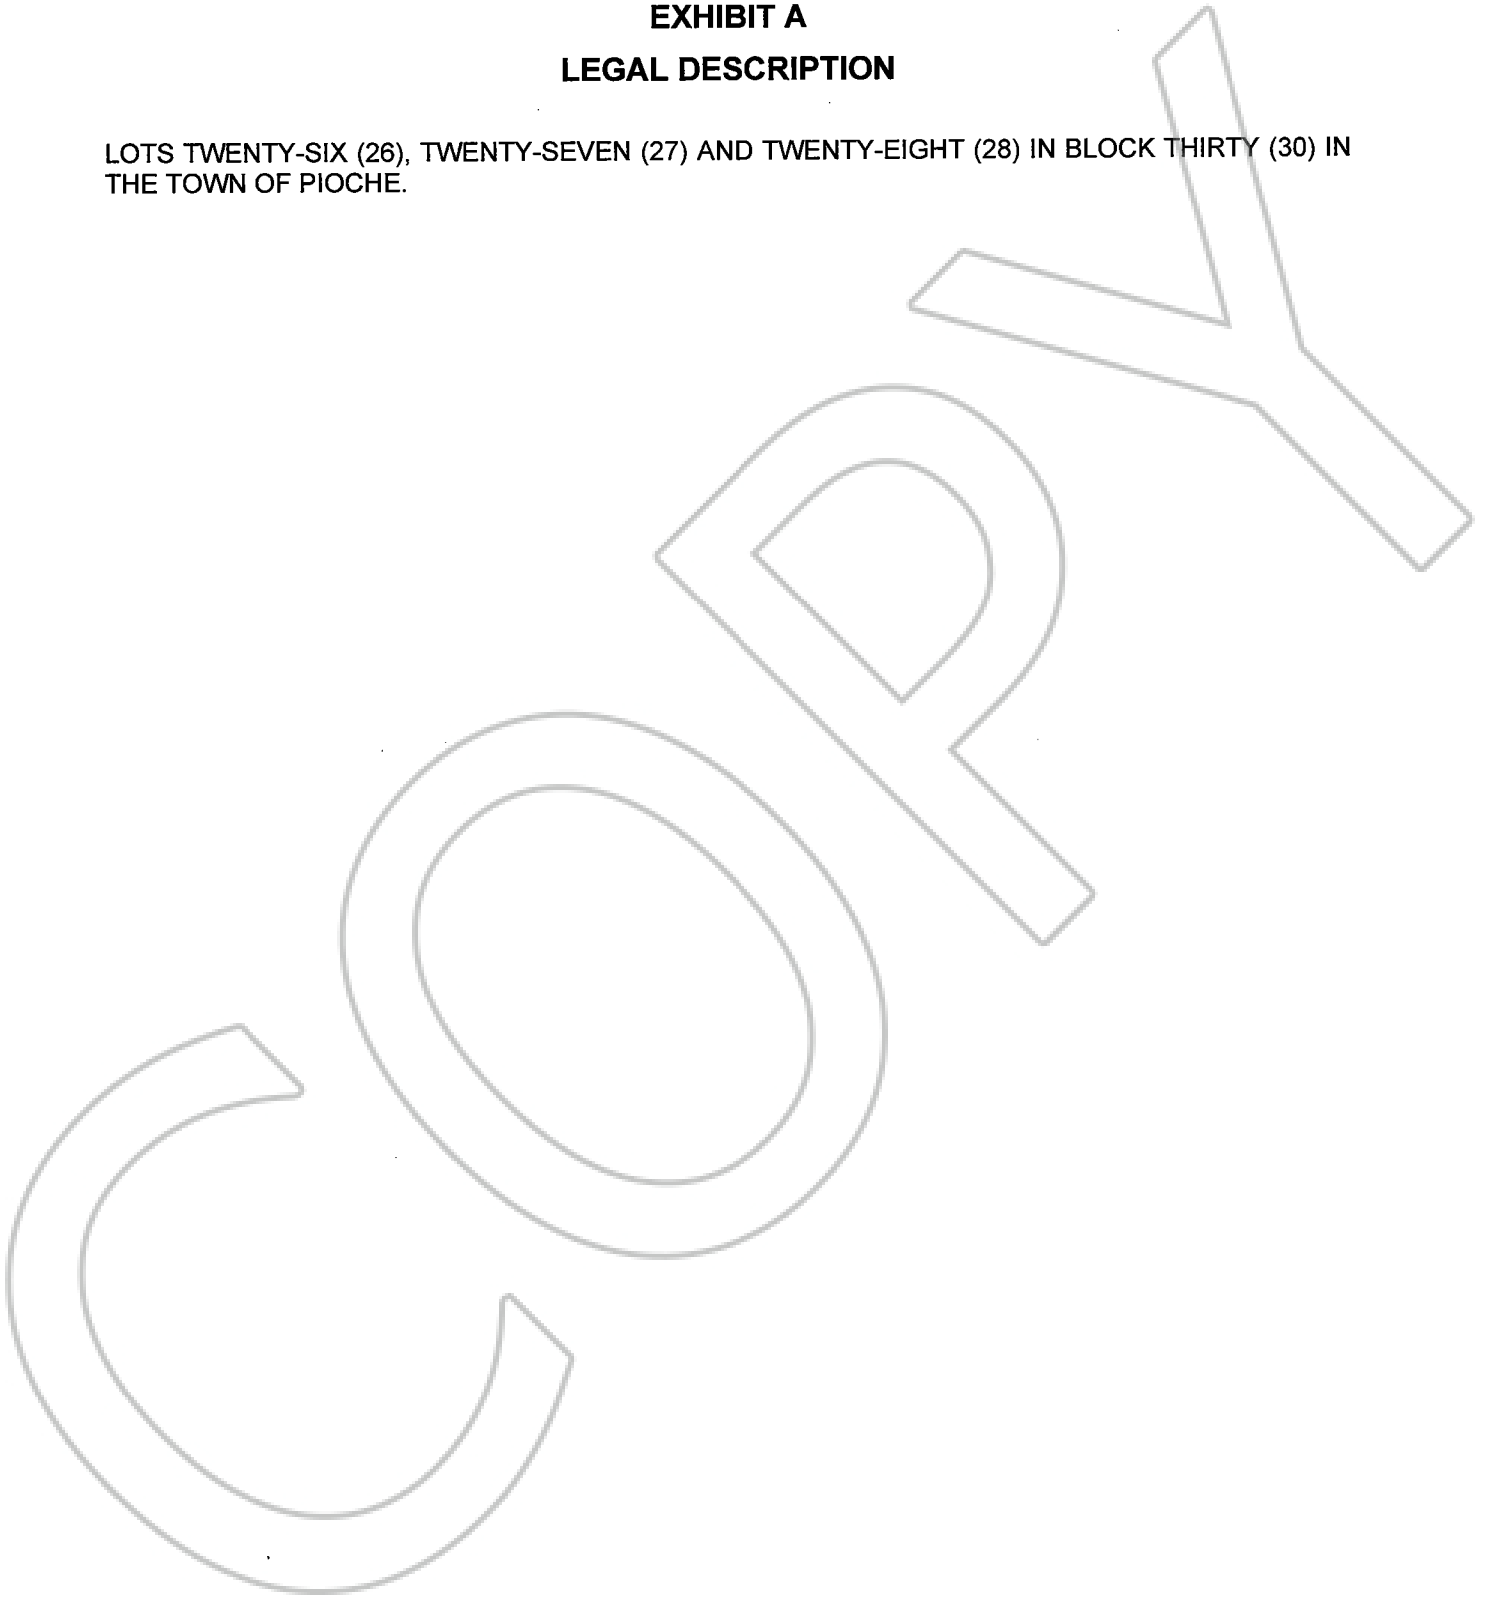 EXHIBIT A
LEGAL DESCRIPTION
LOTS TWENTY-SIX (26), TWENTY-SEVEN (27) AND TWENTY-EIGHT (28) IN BLOCK THIRTY (30) IN
THE TOWN OF PIOCHE.
COPY